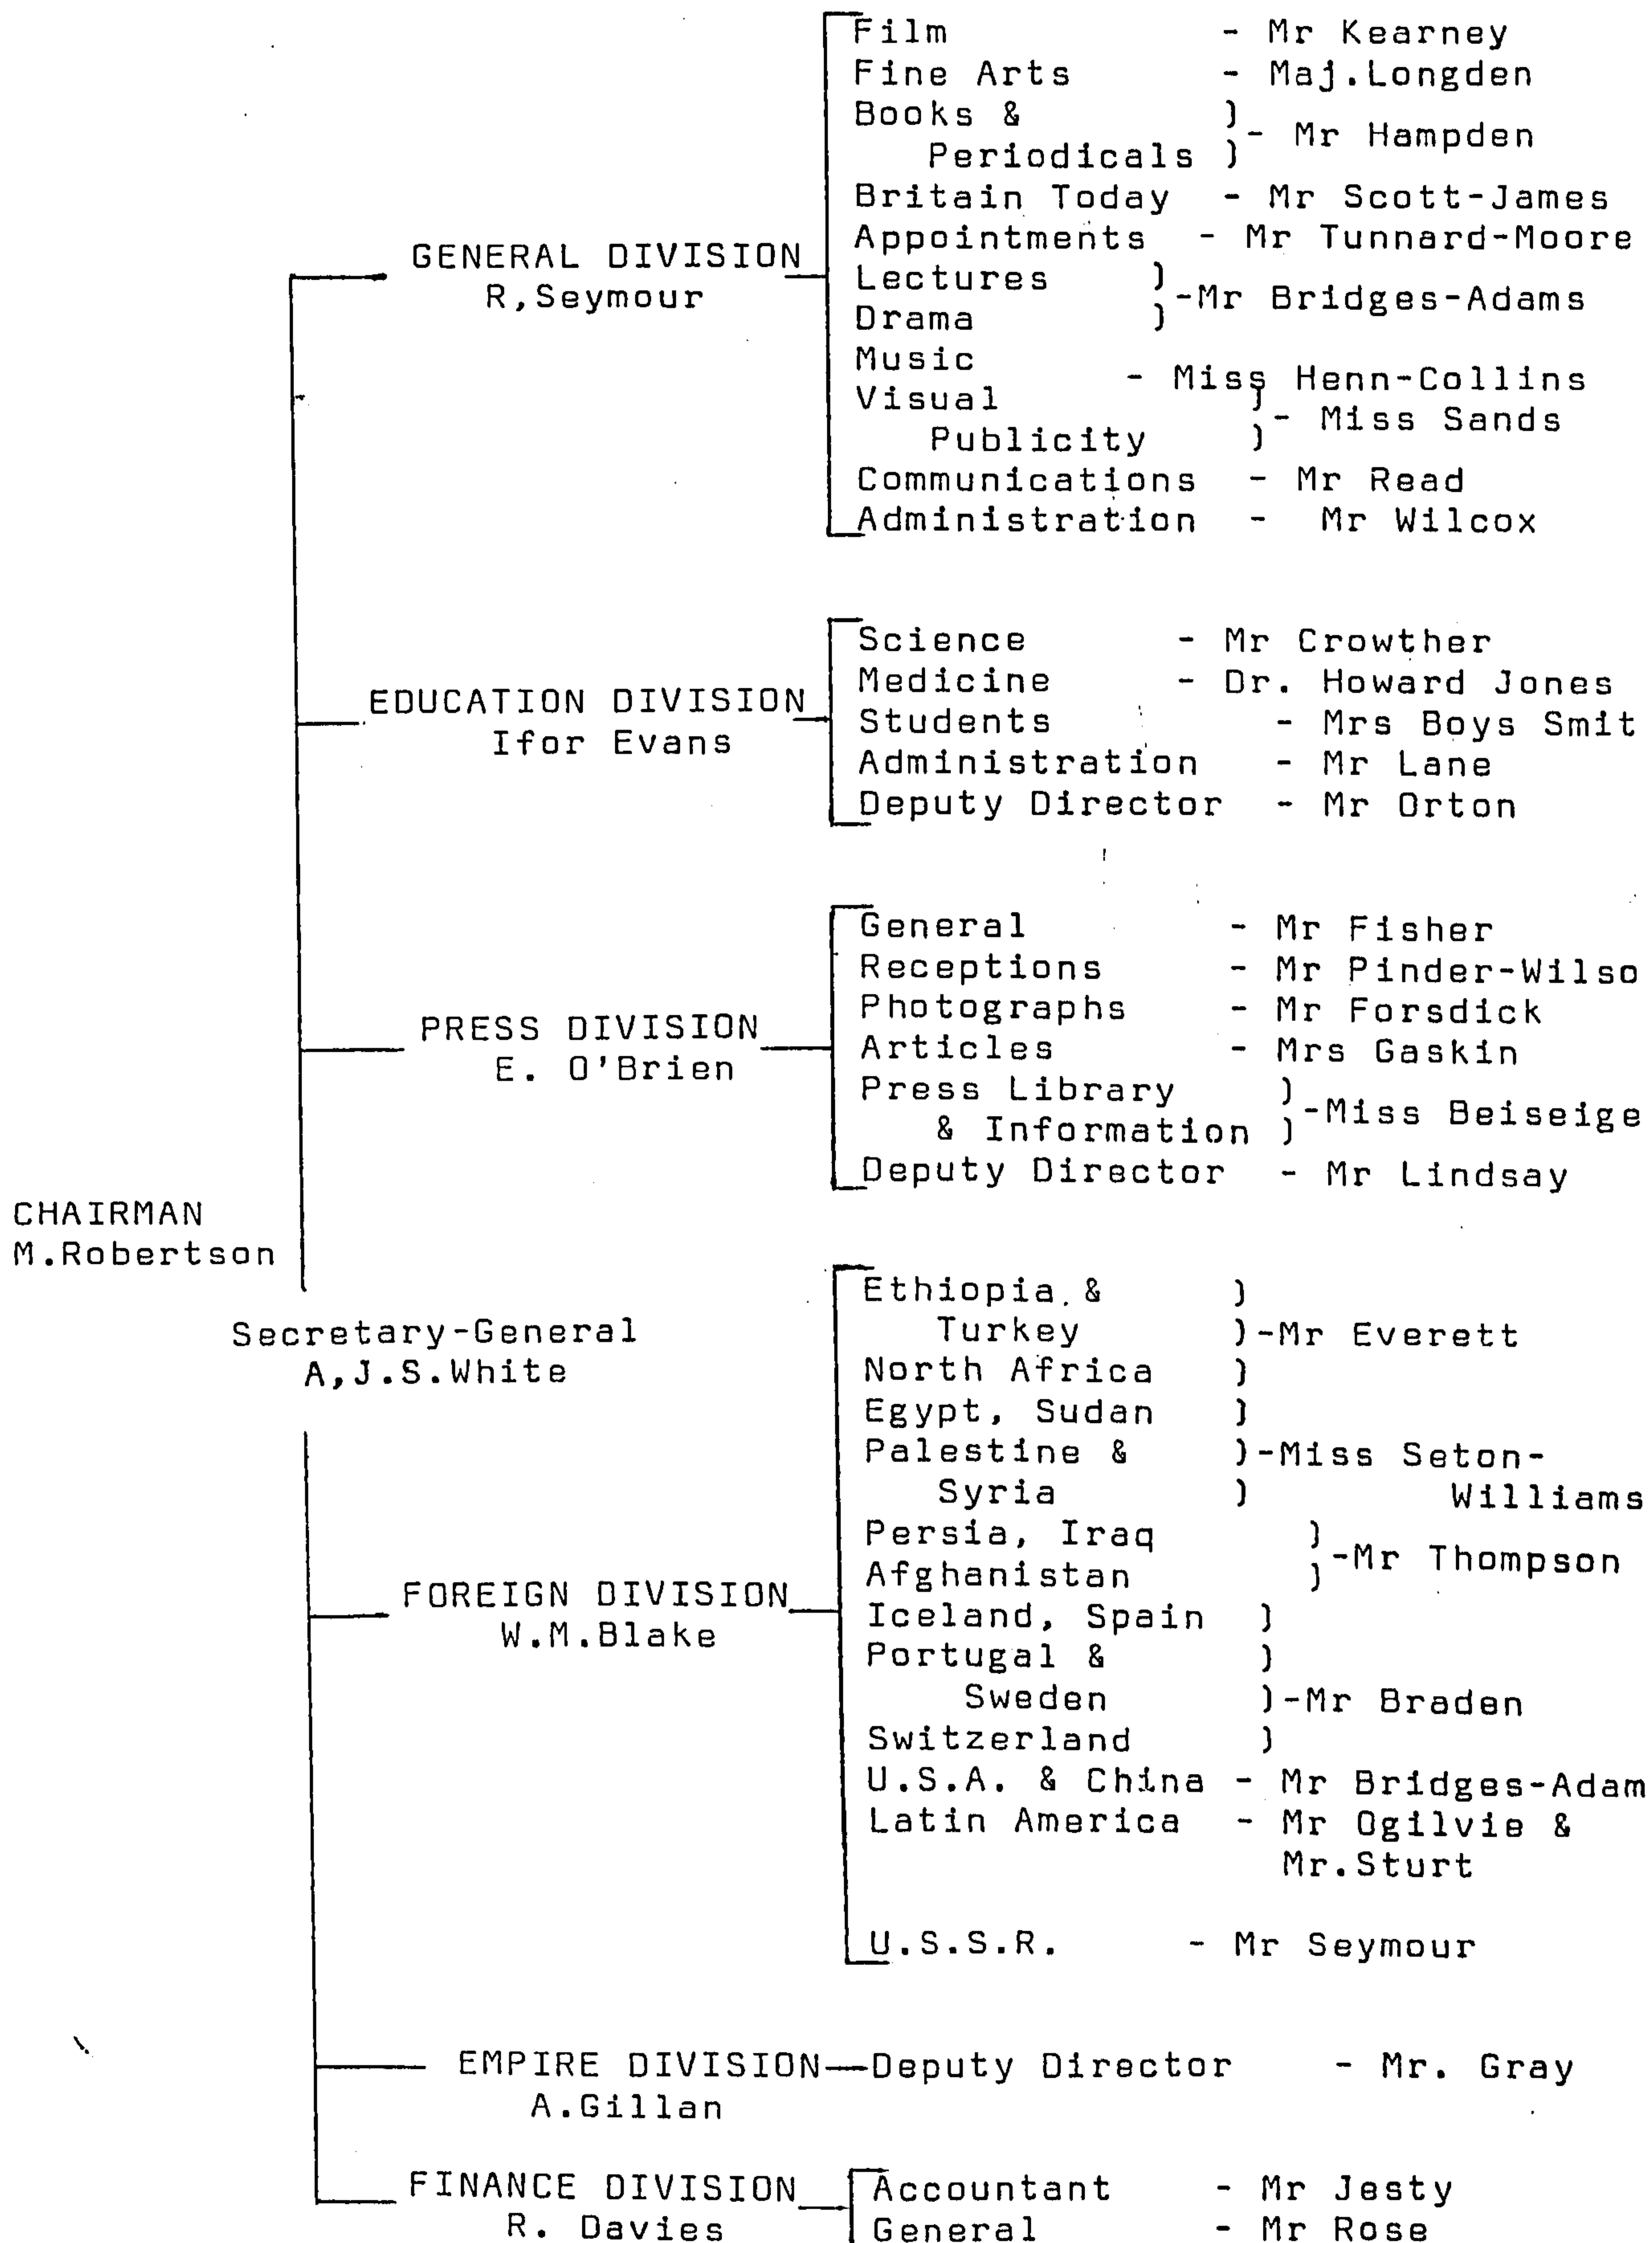 CHAIRMAN
M.Robertson
Secretary-General
A,J.S.White
GENERAL DIVISION
R,Seymour
Film - Mr Kearney
Fine Arts - Maj.Longden
Books & )
Periodicals ) - Mr Hampden
Britain Today - Mr Scott-James
Appointments - Mr Tunnard-Moore
Lectures )
Drama ) -Mr Bridges-Adams
Music - Miss Henn-Collins
Visual )
Publicity ) - Miss Sands
Communications - Mr Read
Administration - Mr Wilcox
EDUCATION DIVISION
Ifor Evans
Science - Mr Crowther
Medicine - Dr. Howard Jones
Students - Mrs Boys Smit
Administration - Mr Lane
Deputy Director - Mr Orton
PRESS DIVISION
E. O'Brien
General - Mr Fisher
Receptions - Mr Pinder-Wilso
Photographs - Mr Forsdick
Articles - Mrs Gaskin
Press Library )
& Information ) -Miss Beiseige
Deputy Director - Mr Lindsay
FOREIGN DIVISION
W.M.Blake
Ethiopia & )
Turkey )-Mr Everett
North Africa )
Egypt, Sudan )
Palestine & )-Miss Seton-
Syria ) Williams
Persia, Iraq )
Afghanistan ) -Mr Thompson
Iceland, Spain )
Portugal & )
Sweden )-Mr Braden
Switzerland )
U.S.A. & China - Mr Bridges-Adam
Latin America - Mr Ogilvie &
Mr.Sturt
U.S.S.R. - Mr Seymour
EMPIRE DIVISION
A.Gillan
Deputy Director - Mr. Gray
FINANCE DIVISION
R. Davies
Accountant - Mr Jesty
General - Mr Rose